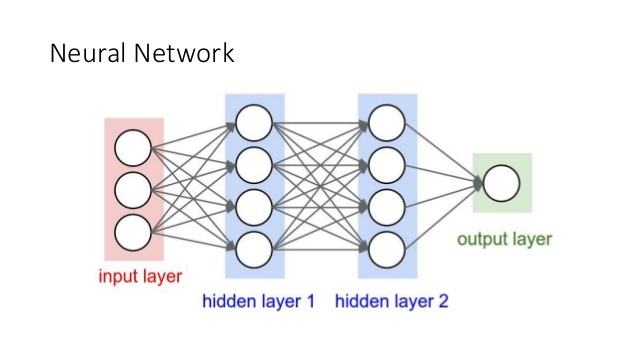 Neural Network
output layer
input layer
hidden layer 1
hidden layer 2